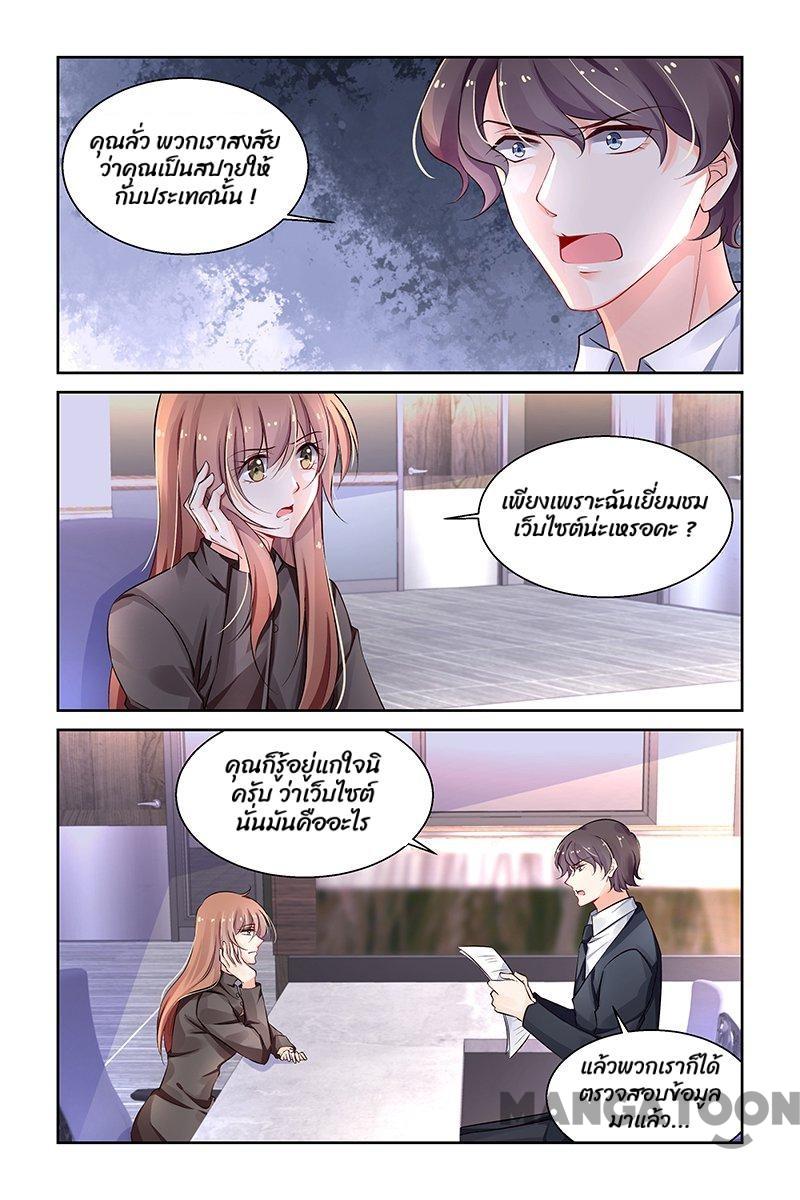 คุณลั่ว พวกเราสงสัย
ว่าคุณเป็นสปายให้
กับประเทศนั้น !
เพียงเพราะฉันเยี่ยมชม
เว็บไซต์น่ะเหรอคะ ?
คุณก็รู้อยู่แก่ใจนิ
ครับ ว่าเว็บไซต์
นั่นมันคืออะไร
แล้วพวกเราก็ได้
ตรวจสอบข้อมูล
มาแล้ว...
MANGATOON